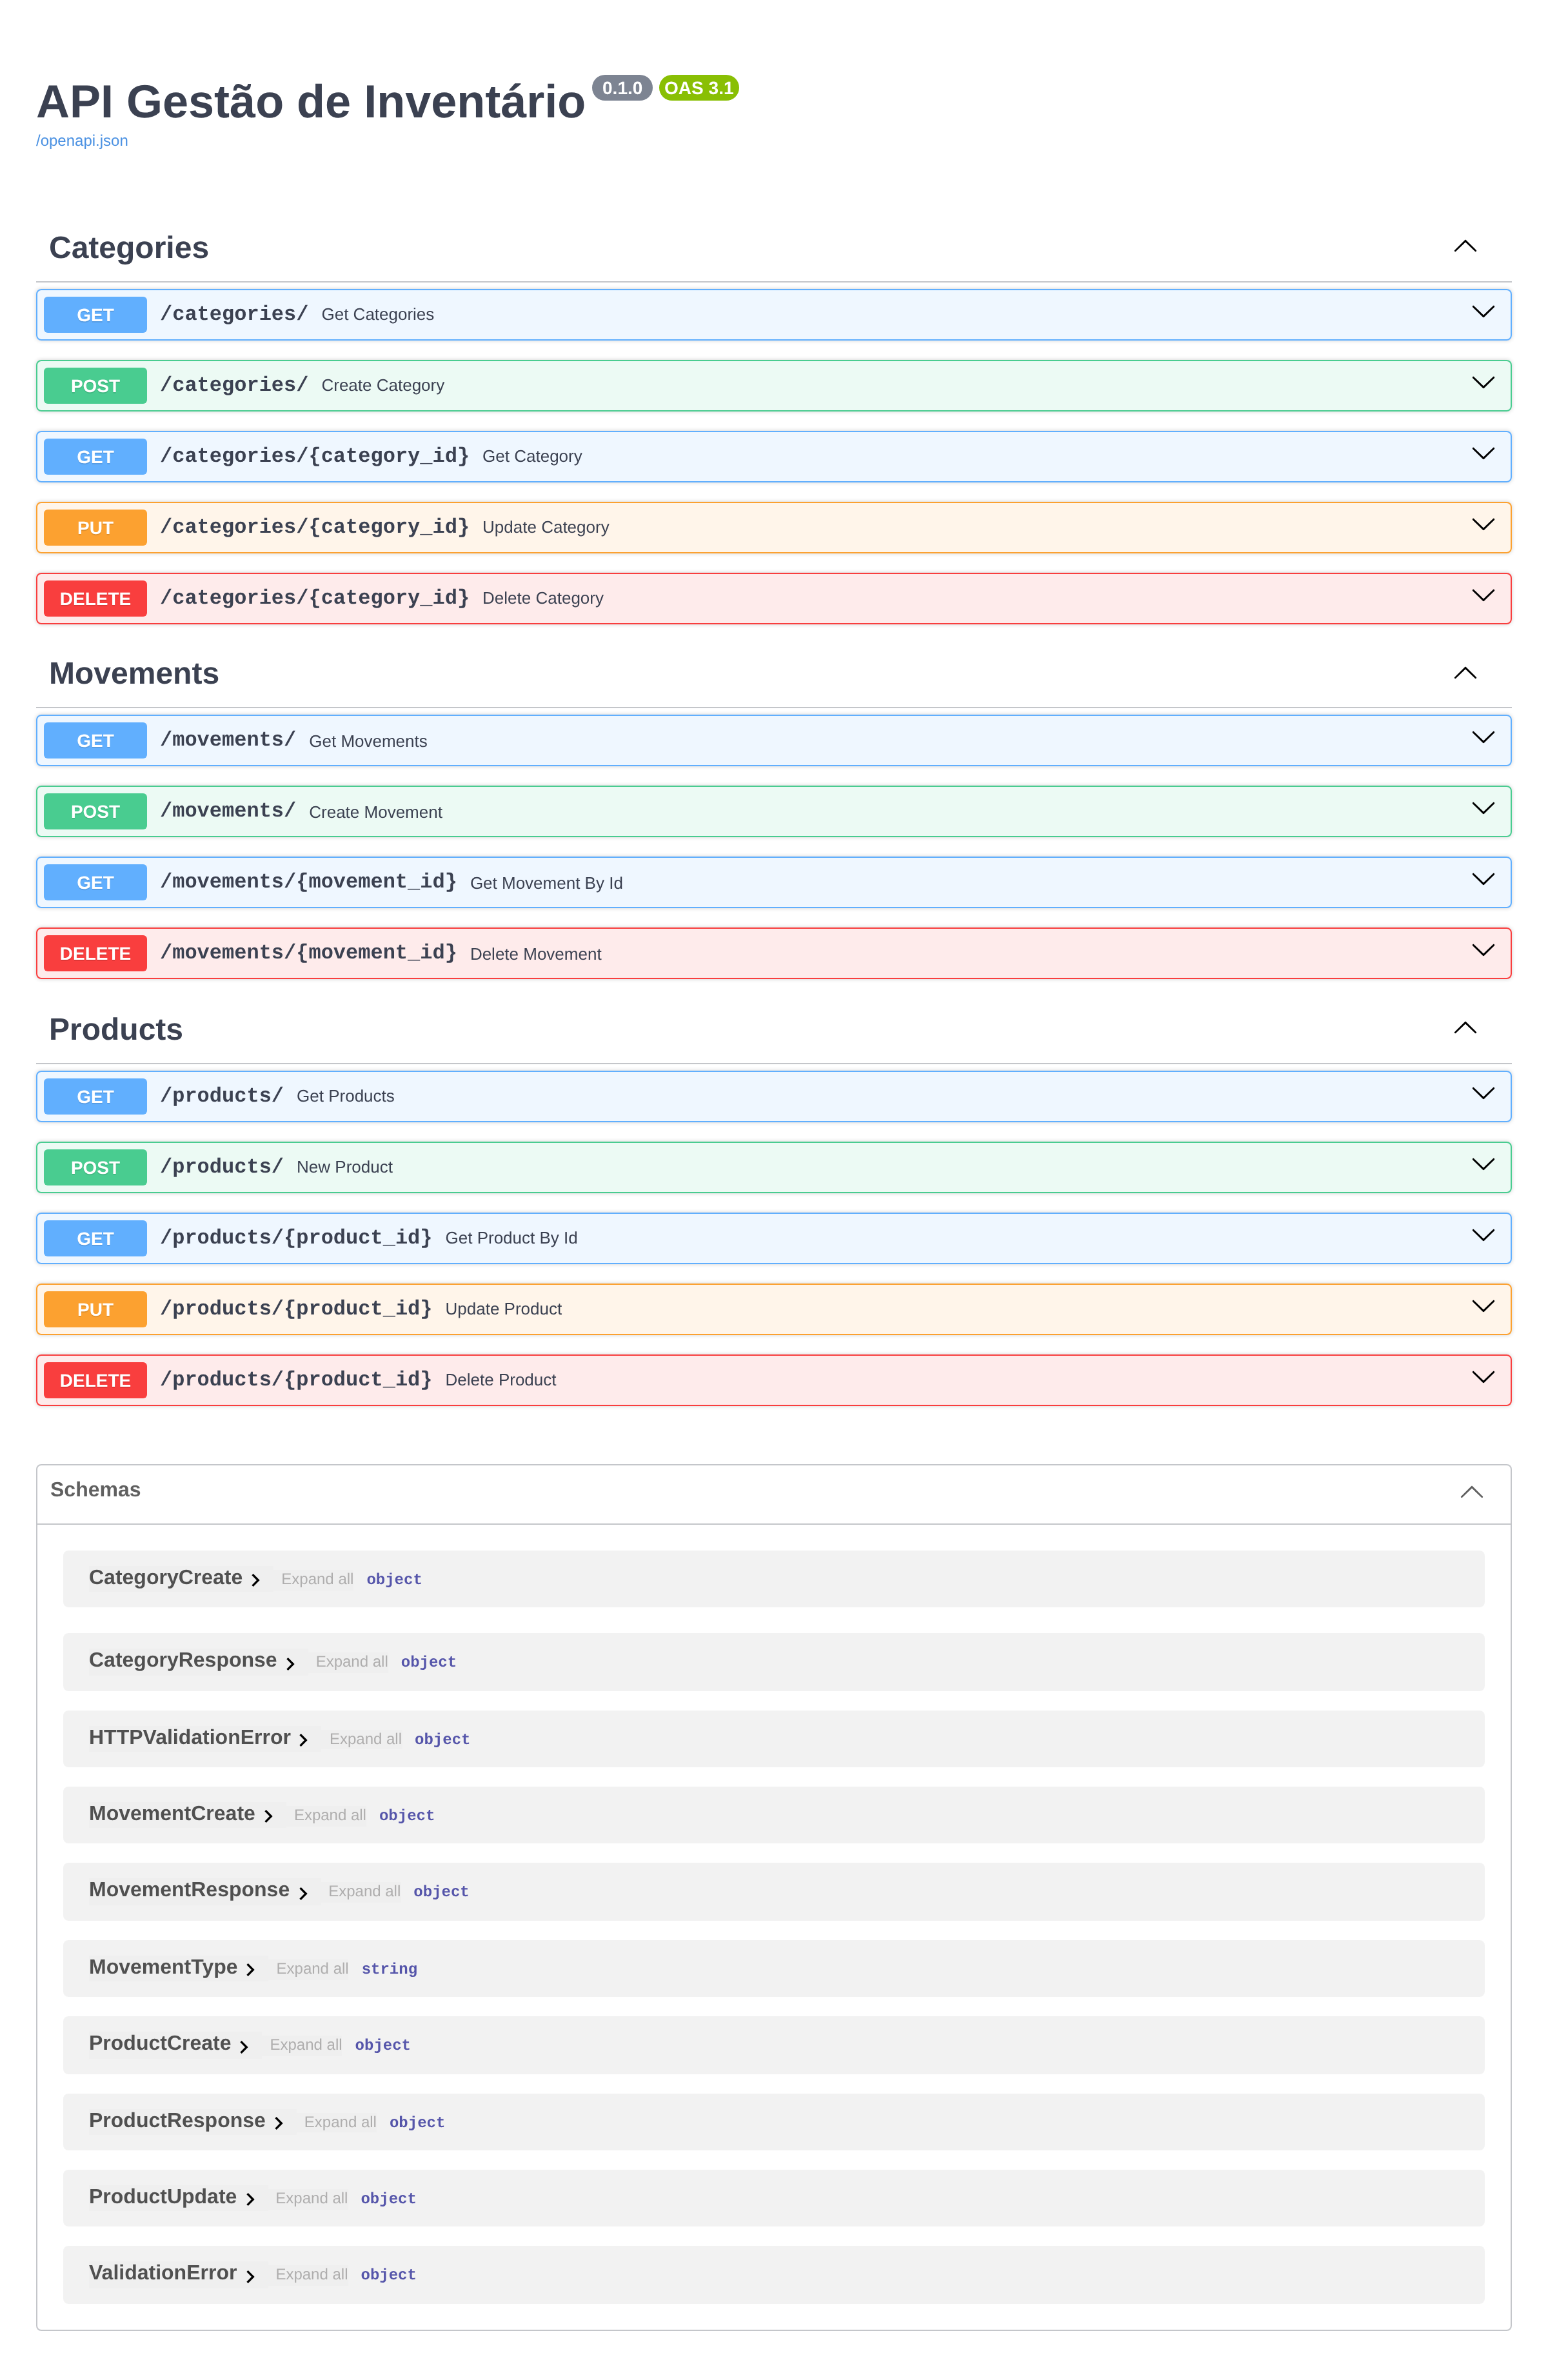 API Gestão de Inventário 0.1.0 OAS 3.1
/openapi.json
Categories
GET /categories/ Get Categories
POST /categories/ Create Category
GET /categories/{category_id} Get Category
PUT /categories/{category_id} Update Category
DELETE /categories/{category_id} Delete Category
Movements
GET /movements/ Get Movements
POST /movements/ Create Movement
GET /movements/{movement_id} Get Movement By Id
DELETE /movements/{movement_id} Delete Movement
Products
GET /products/ Get Products
POST /products/ New Product
GET /products/{product_id} Get Product By Id
PUT /products/{product_id} Update Product
DELETE /products/{product_id} Delete Product
Schemas
CategoryCreate Expand all object
CategoryResponse Expand all object
HTTPValidationError Expand all object
MovementCreate Expand all object
MovementResponse Expand all object
MovementType Expand all string
ProductCreate Expand all object
ProductResponse Expand all object
ProductUpdate Expand all object
ValidationError Expand all object